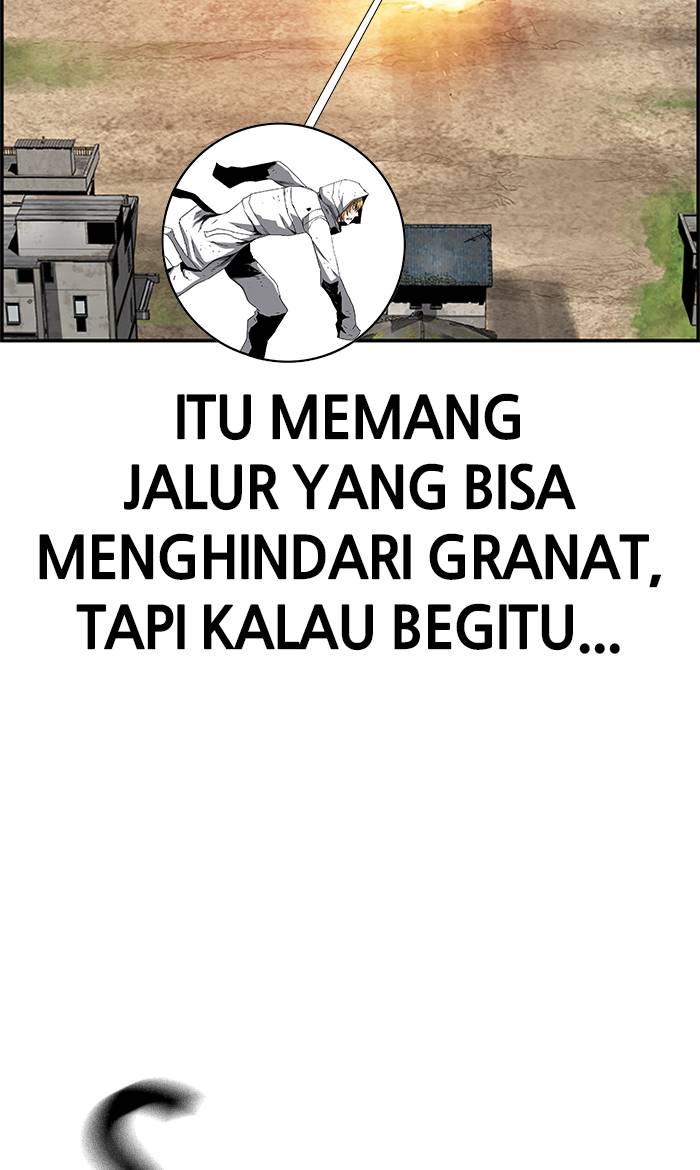 ITU MEMANG
JALUR YANG BISA
MENGHINDARI GRANAT,
TAPI KALAU BEGITU...